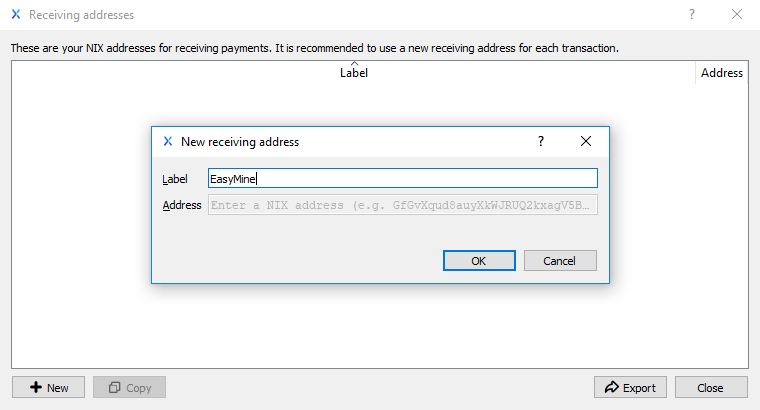 Receiving addresses
These are your NIX addresses for receiving payments. It is recommended to use a new receiving address for each transaction.
Label Address
New receiving address
Label EasyMine
Address Enter a NIX address (e.g. GfGvXqud8auyXkWJRUQ2kxagV5B…
OK Cancel
New Copy Export Close